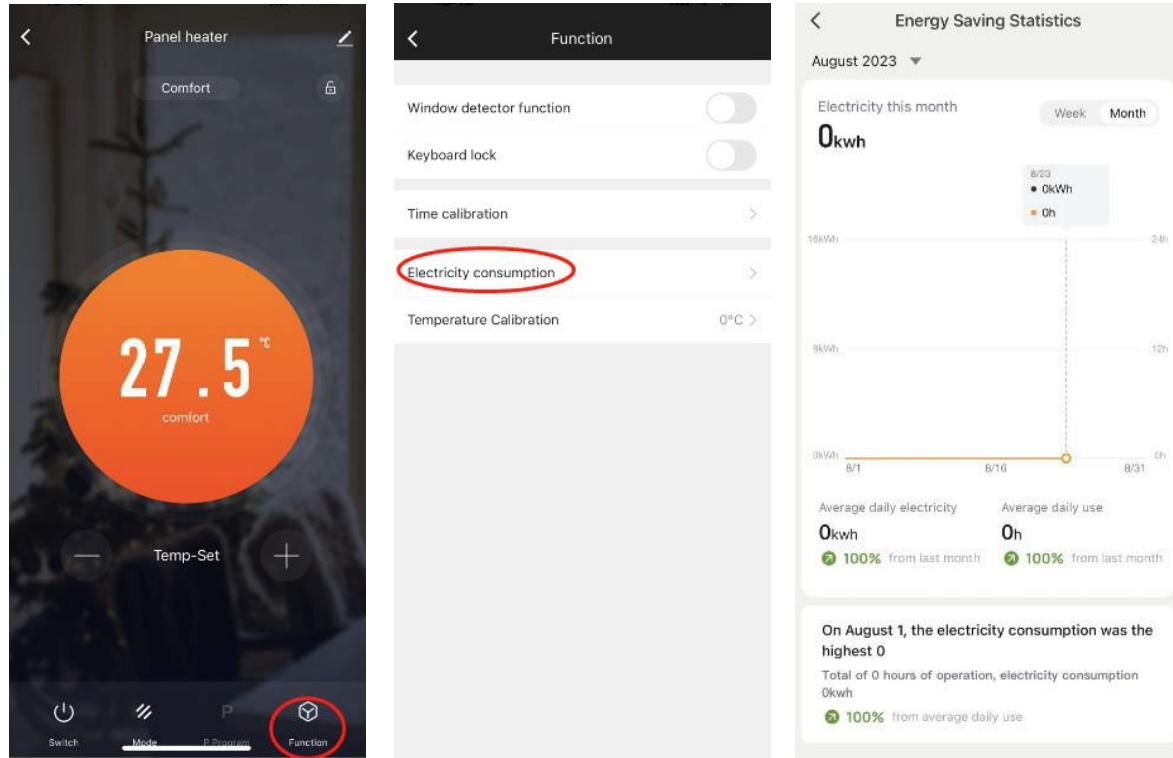 Panel heater
Comfort
27.5 °C
comfort
Temp-Set
Switch
Mode
P
P Program
Function
Function
Window detector function
Keyboard lock
Time calibration
Electricity consumption
Temperature Calibration 0°C
Energy Saving Statistics
August 2023
Electricity this month
Week Month
0kwh
8/23
0kWh
0h
16kWh 24h
8kWh 12h
0kWh 0h
8/1 8/16 8/31
Average daily electricity Average daily use
0kwh 0h
100% from last month 100% from last month
On August 1, the electricity consumption was the
highest 0
Total of 0 hours of operation, electricity consumption
0kwh
100% from average daily use